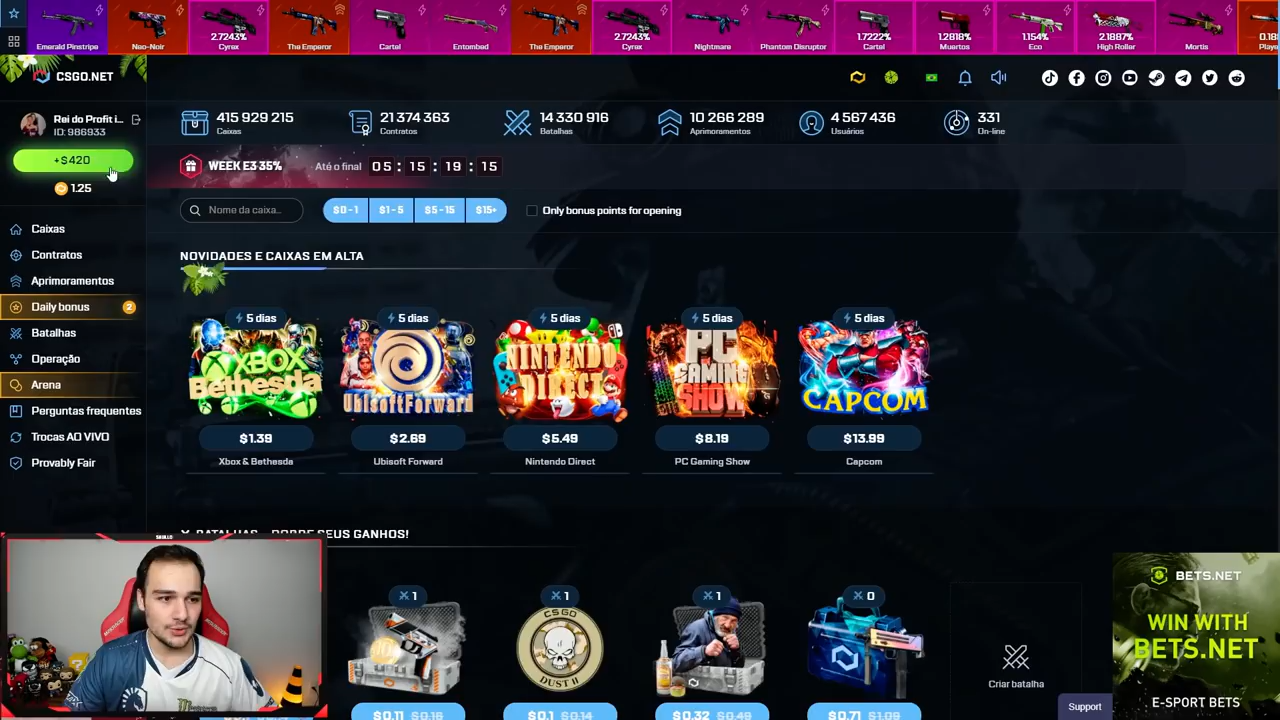 Emerald Pinstripe
Neo-Noir
2.7243%
Cyrex
The Emperor
Cartel
Entombed
The Emperor
2.7243%
Cyrex
Nightmare
Phantom Disruptor
1.7222%
Cartel
1.2818%
Muertos
1.154%
Eco
2.1887%
High Roller
Mortis
CSGO.NET
Rei do Profit i...
ID: 986933
+$420
1.25
415 929 215
Caixas
21 374 363
Contratos
14 330 916
Batalhas
10 266 289
Aprimoramentos
4 567 436
Usuários
331
On-line
WEEK E3 35%
Até o final
05 : 15 : 19 : 15
Nome da caixa...
$0 - 1
$1 - 5
$5 - 15
$15+
Only bonus points for opening
Caixas
Contratos
Aprimoramentos
Daily bonus
2
Batalhas
Operação
Arena
Perguntas frequentes
Trocas AO VIVO
Provably Fair
NOVIDADES E CAIXAS EM ALTA
5 dias
5 dias
5 dias
5 dias
5 dias
XBOX
Bethesda
UbisoftForward
NINTENDO
DIRECT
PC
GAMING
SHOW
CAPCOM
$1.39
$2.69
$5.49
$8.19
$13.99
Xbox & Bethesda
Ubisoft Forward
Nintendo Direct
PC Gaming Show
Capcom
SEUS GANHOS!
1
1
1
0
CS GO
DUST II
Criar batalha
$0.11 $0.15
$0.1 $0.14
$0.32 $0.49
$0.71 $1.09
Support
BETS.NET
WIN WITH
BETS.NET
E-SPORT BETS